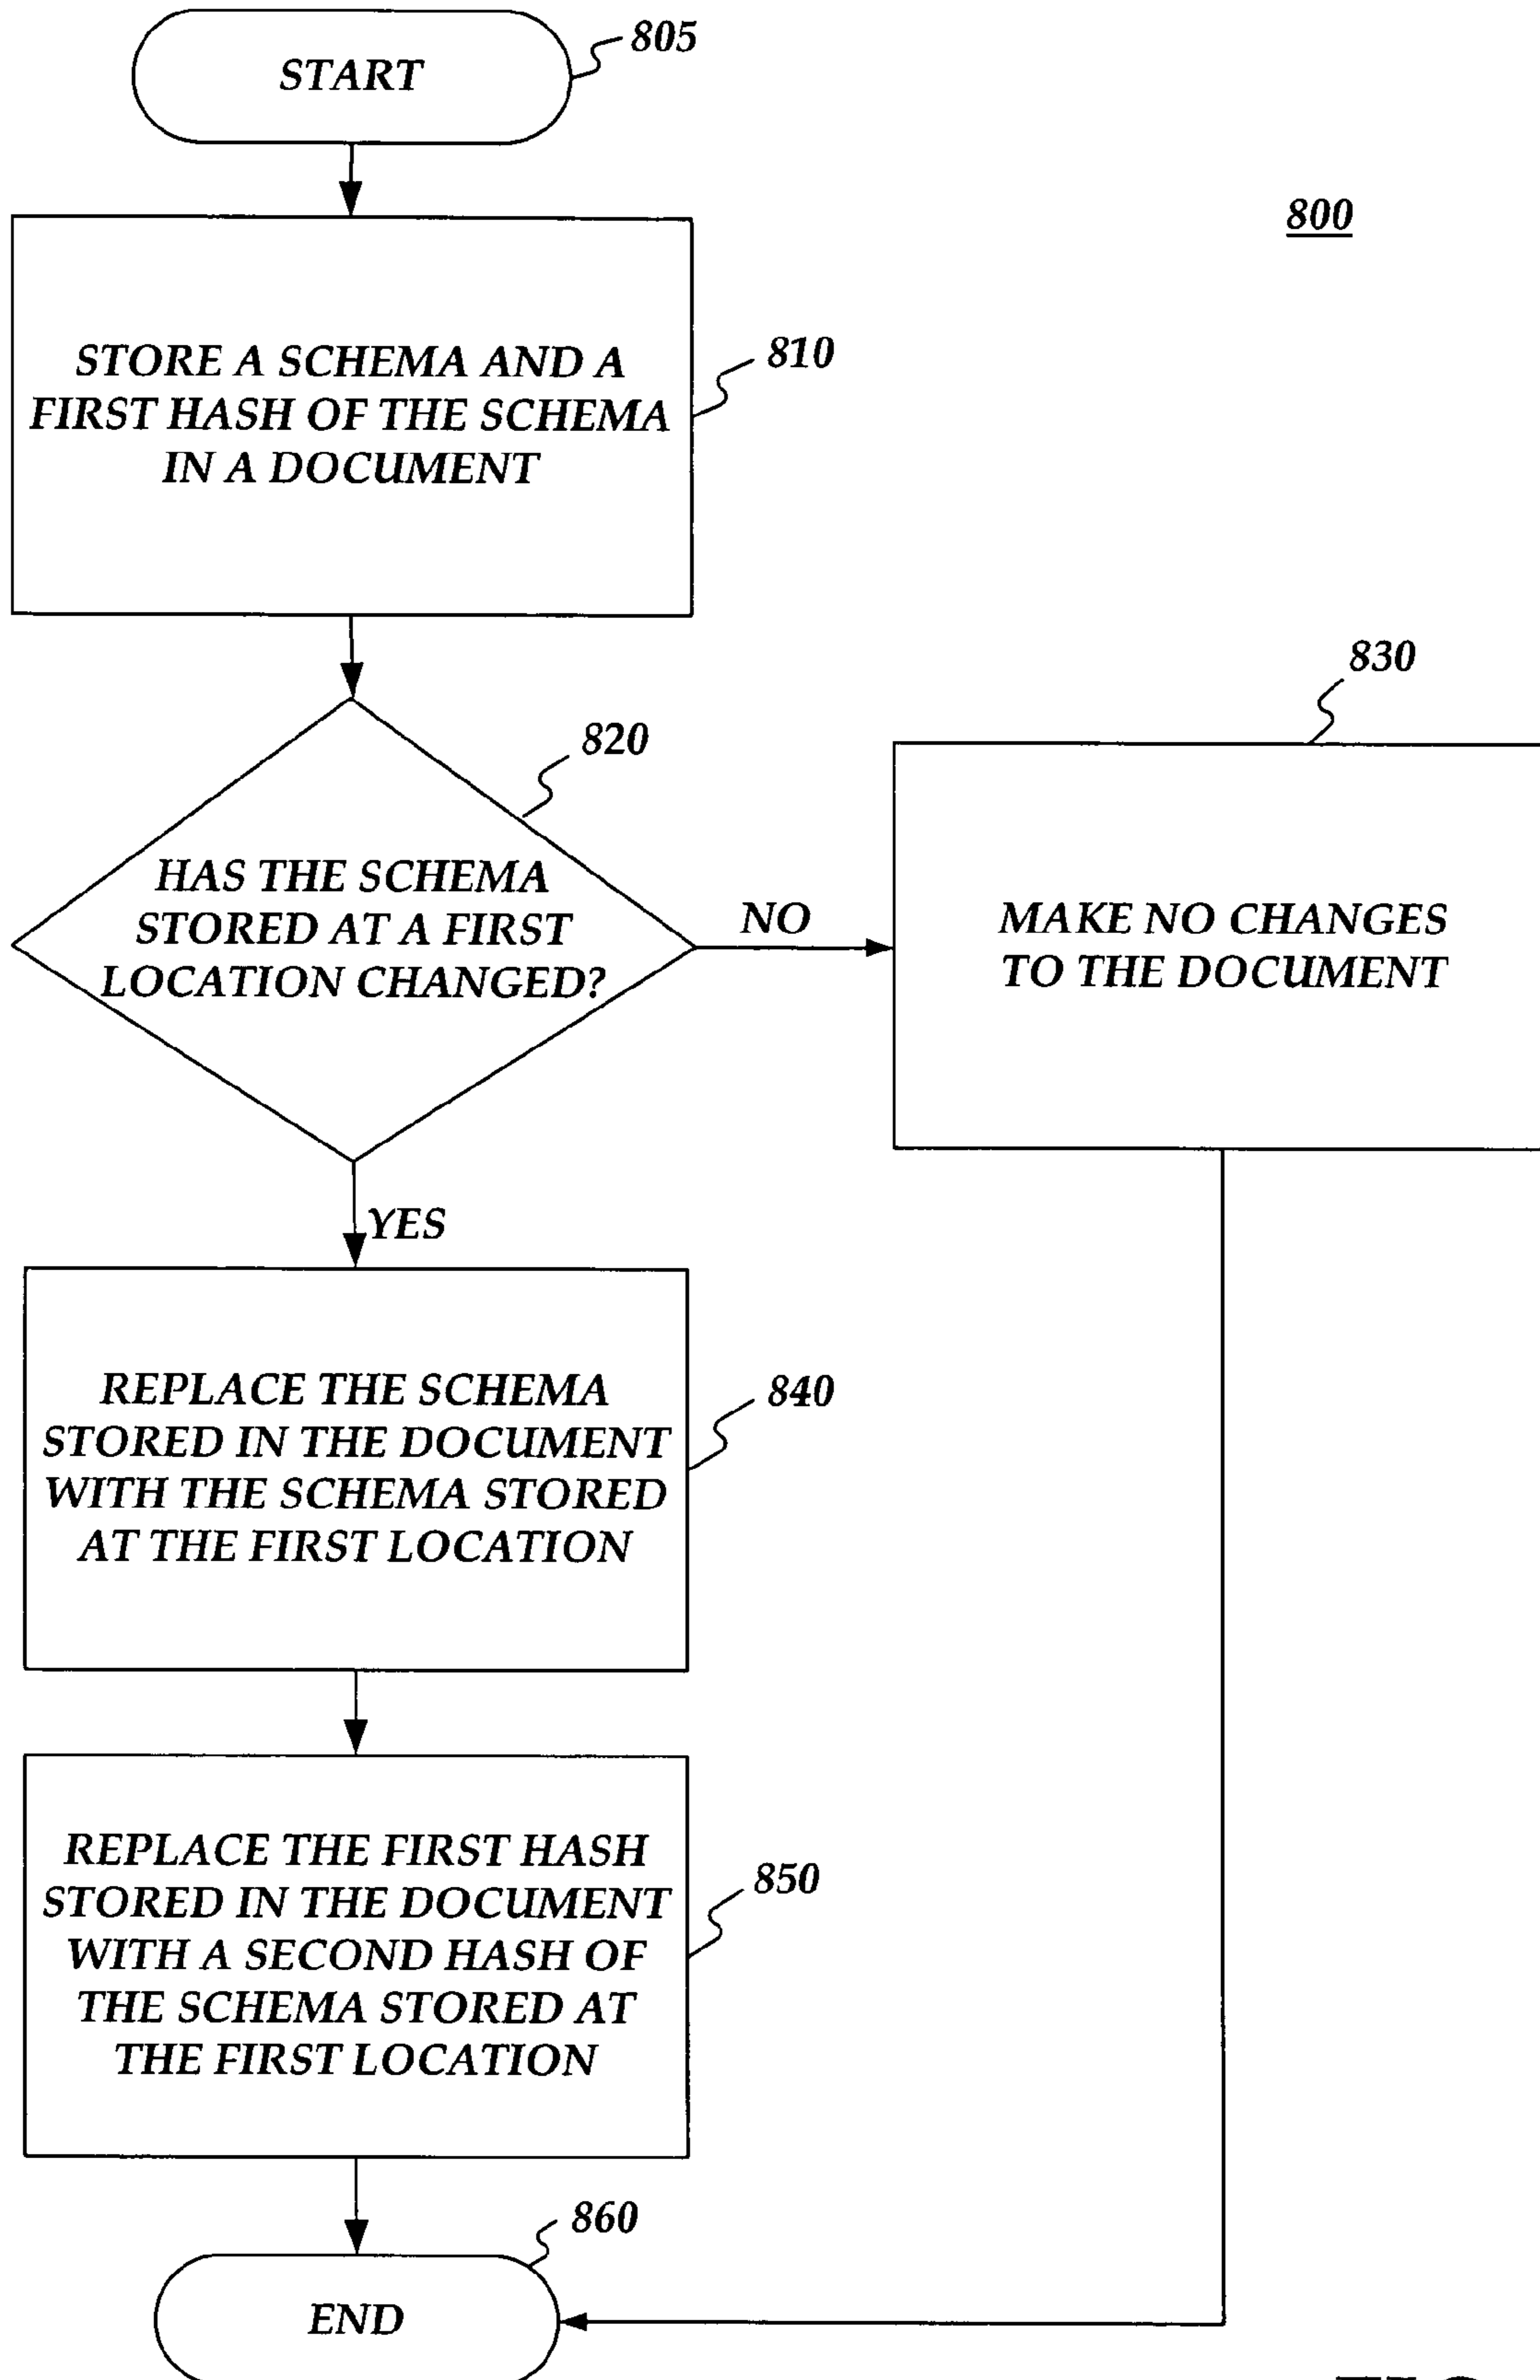 START
805
800
STORE A SCHEMA AND A
FIRST HASH OF THE SCHEMA
IN A DOCUMENT
810
820
HAS THE SCHEMA
STORED AT A FIRST
LOCATION CHANGED?
NO
830
MAKE NO CHANGES
TO THE DOCUMENT
YES
REPLACE THE SCHEMA
STORED IN THE DOCUMENT
WITH THE SCHEMA STORED
AT THE FIRST LOCATION
840
REPLACE THE FIRST HASH
STORED IN THE DOCUMENT
WITH A SECOND HASH OF
THE SCHEMA STORED AT
THE FIRST LOCATION
850
860
END